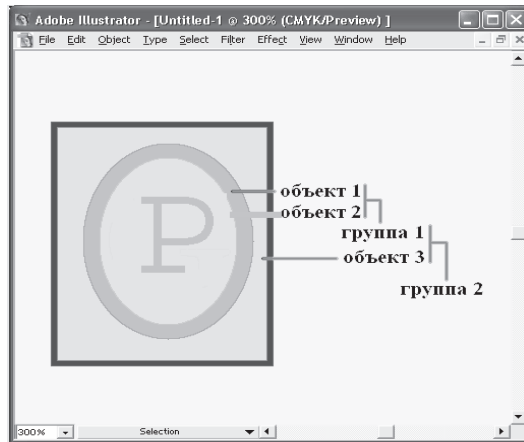 Adobe Illustrator - [Untitled-1 @ 300% (CMYK/Preview) ]
File Edit Object Type Select Filter Effect View Window Help
P
объект 1
объект 2
группа 1
объект 3
группа 2
300% Selection